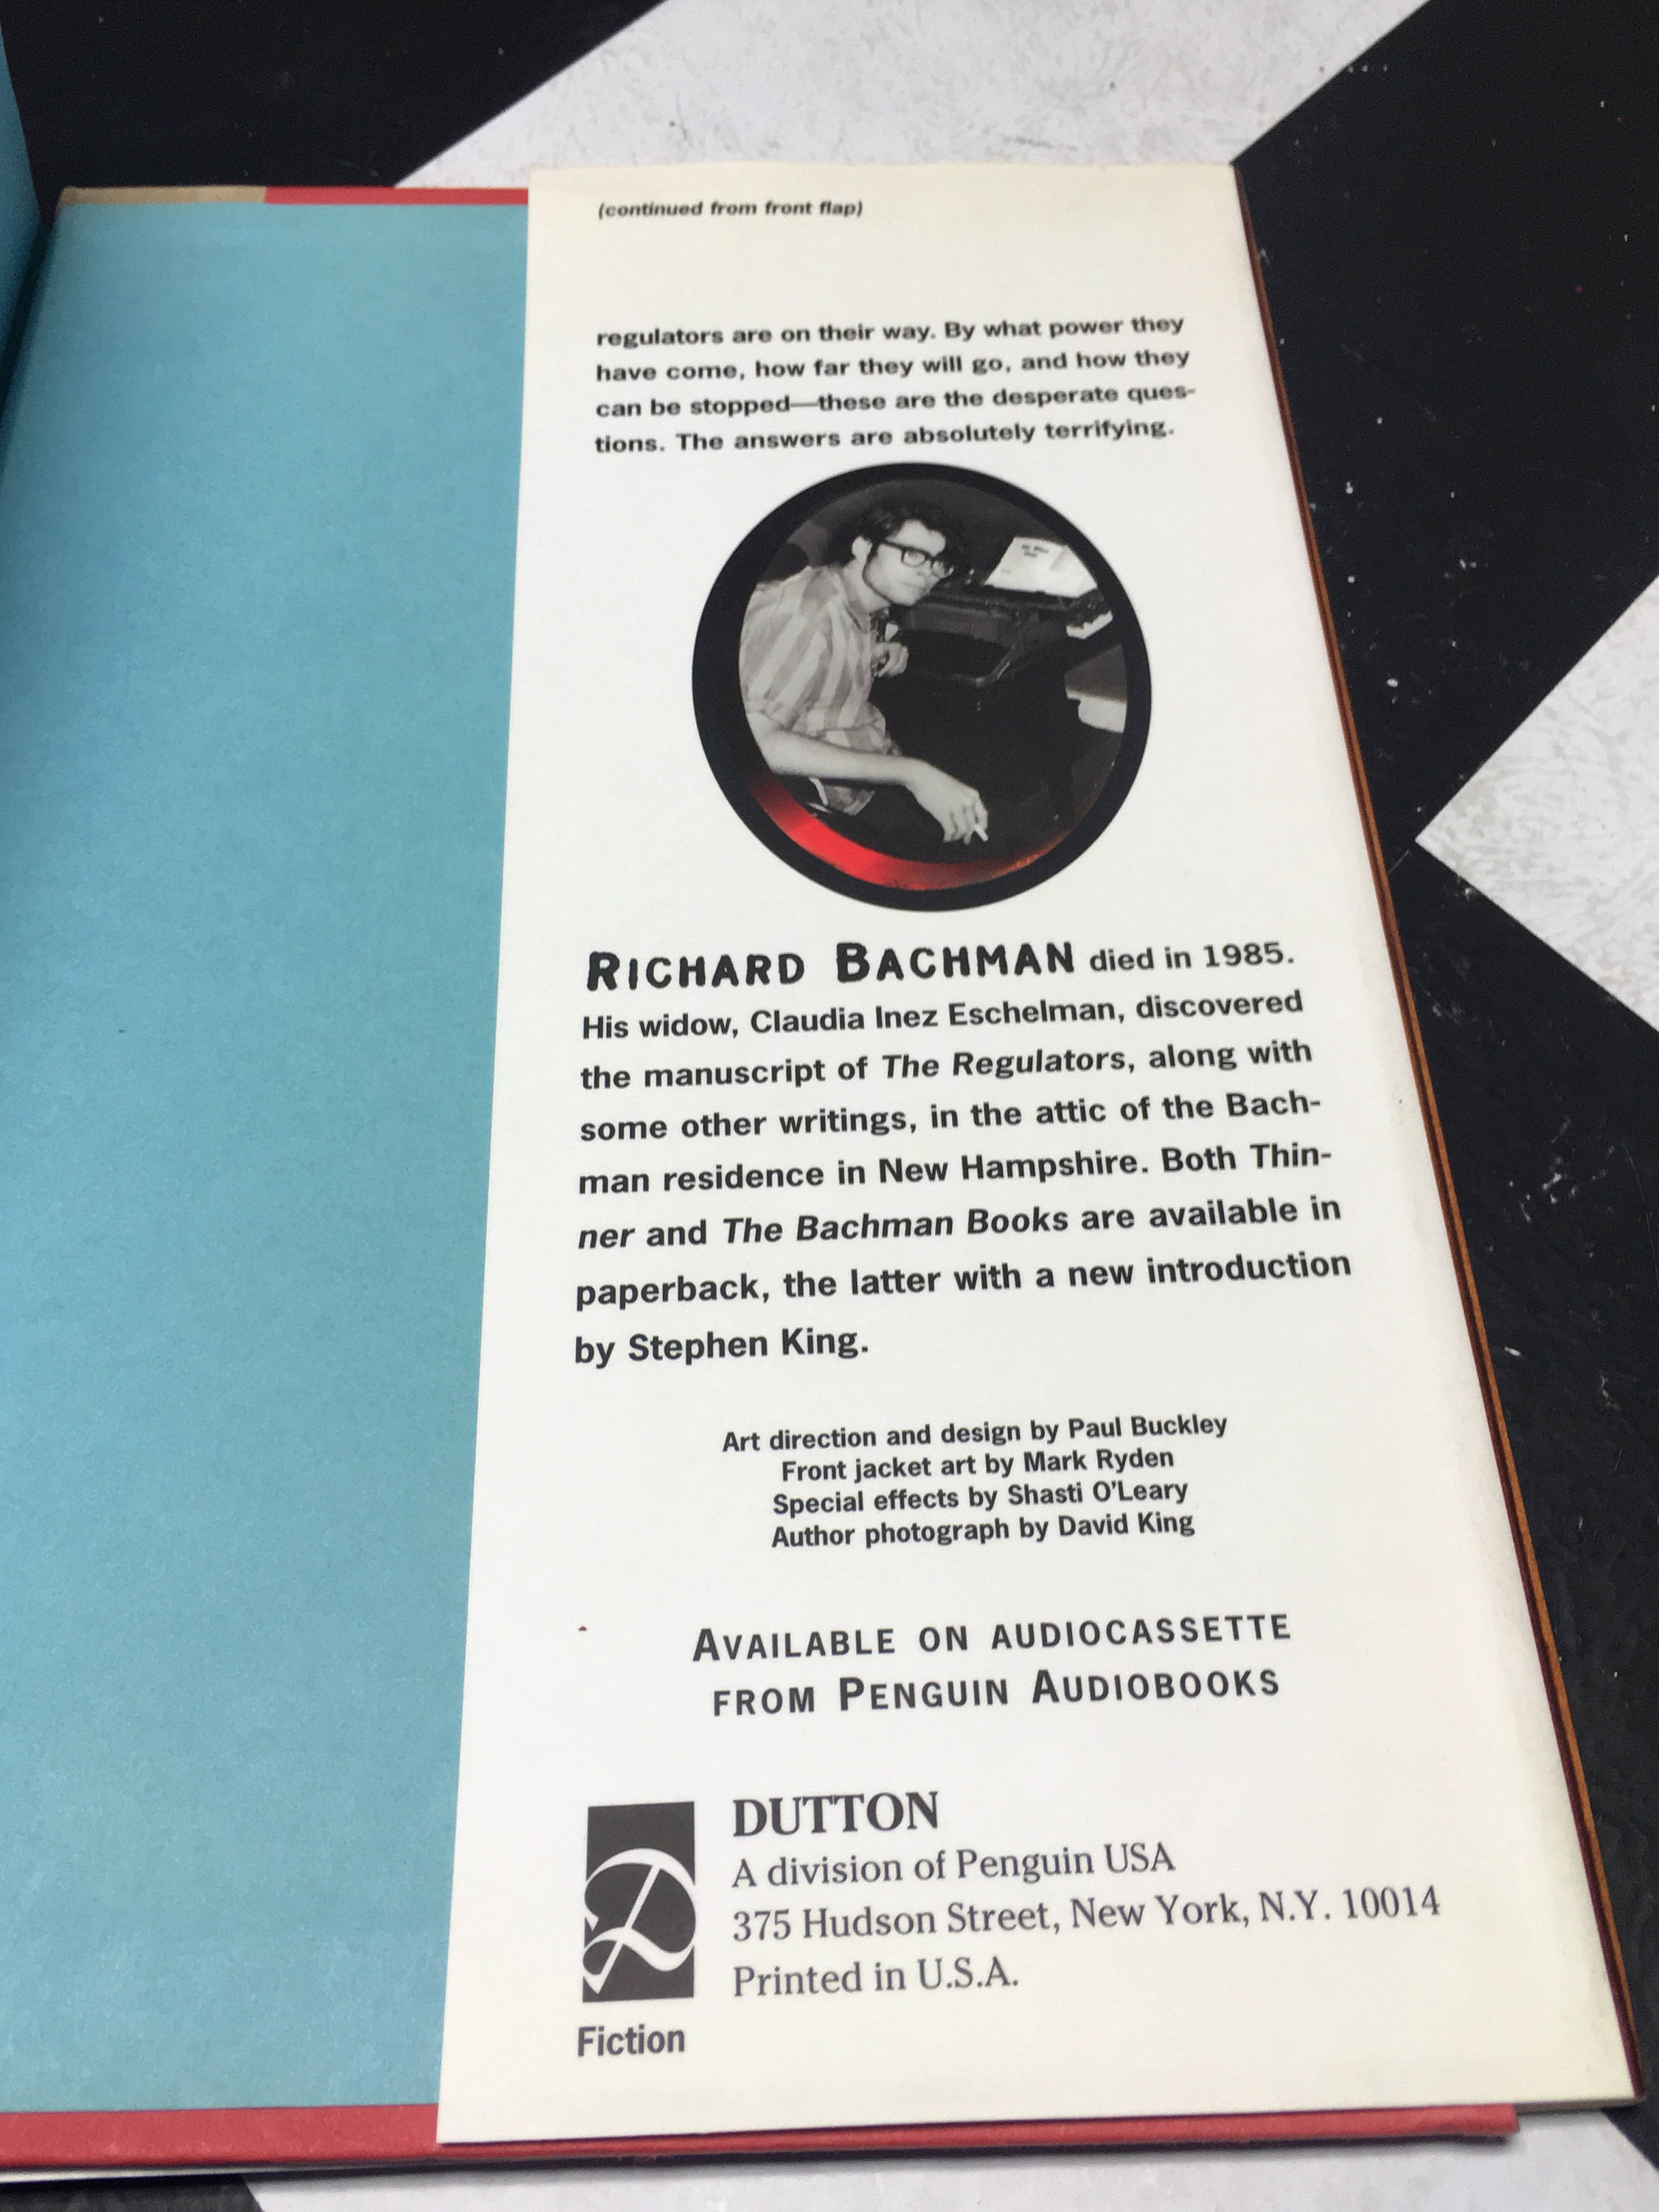 (continued from front flap)
regulators are on their way. By what power they
have come, how far they will go, and how they
can be stopped—these are the desperate ques-
tions. The answers are absolutely terrifying.
RICHARD BACHMAN died in 1985.
His widow, Claudia Inez Eschelman, discovered
the manuscript of The Regulators, along with
some other writings, in the attic of the Bach-
man residence in New Hampshire. Both Thin-
ner and The Bachman Books are available in
paperback, the latter with a new introduction
by Stephen King.
Art direction and design by Paul Buckley
Front jacket art by Mark Ryden
Special effects by Shasti O'Leary
Author photograph by David King
AVAILABLE ON AUDIOCASSETTE
FROM PENGUIN AUDIOBOOKS
DUTTON
A division of Penguin USA
375 Hudson Street, New York, N.Y. 10014
Printed in U.S.A.
Fiction